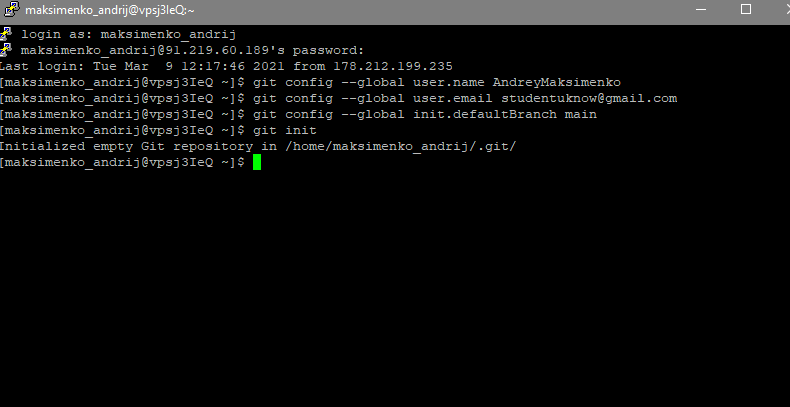 maksimenko_andrij@vpsj3IeQ:~
login as: maksimenko_andrij
maksimenko_andrij@91.219.60.189's password:
Last login: Tue Mar  9 12:17:46 2021 from 178.212.199.235
[maksimenko_andrij@vpsj3IeQ ~]$ git config --global user.name AndreyMaksimenko
[maksimenko_andrij@vpsj3IeQ ~]$ git config --global user.email studentuknow@gmail.com
[maksimenko_andrij@vpsj3IeQ ~]$ git config --global init.defaultBranch main
[maksimenko_andrij@vpsj3IeQ ~]$ git init
Initialized empty Git repository in /home/maksimenko_andrij/.git/
[maksimenko_andrij@vpsj3IeQ ~]$